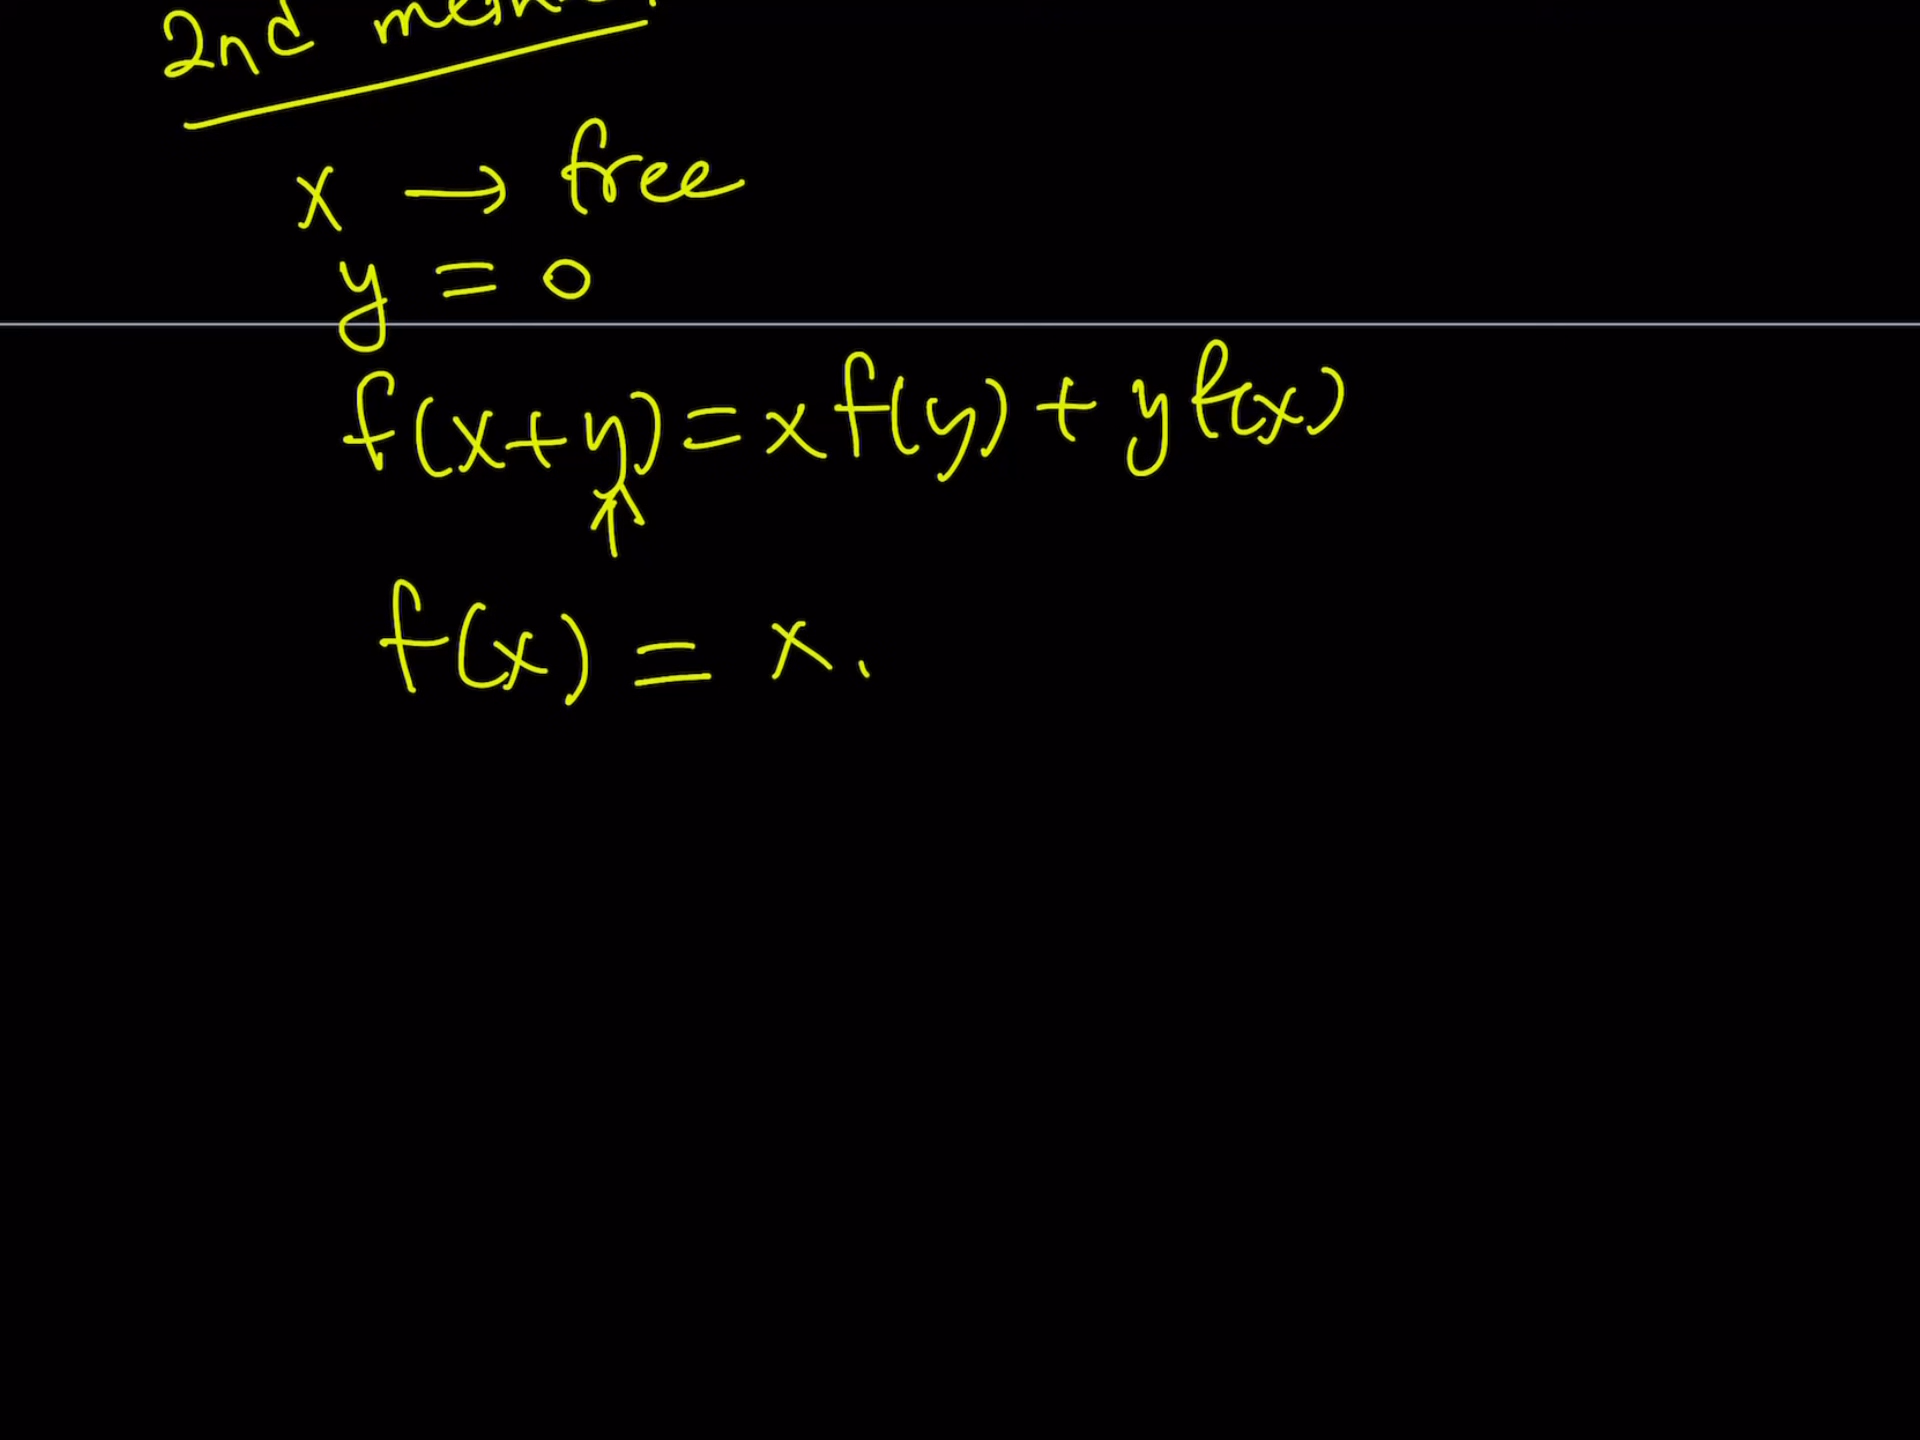 2nd
x → free
y = 0
f(x+y) = x f(y) + y f(x)
↑
f(x) = x.